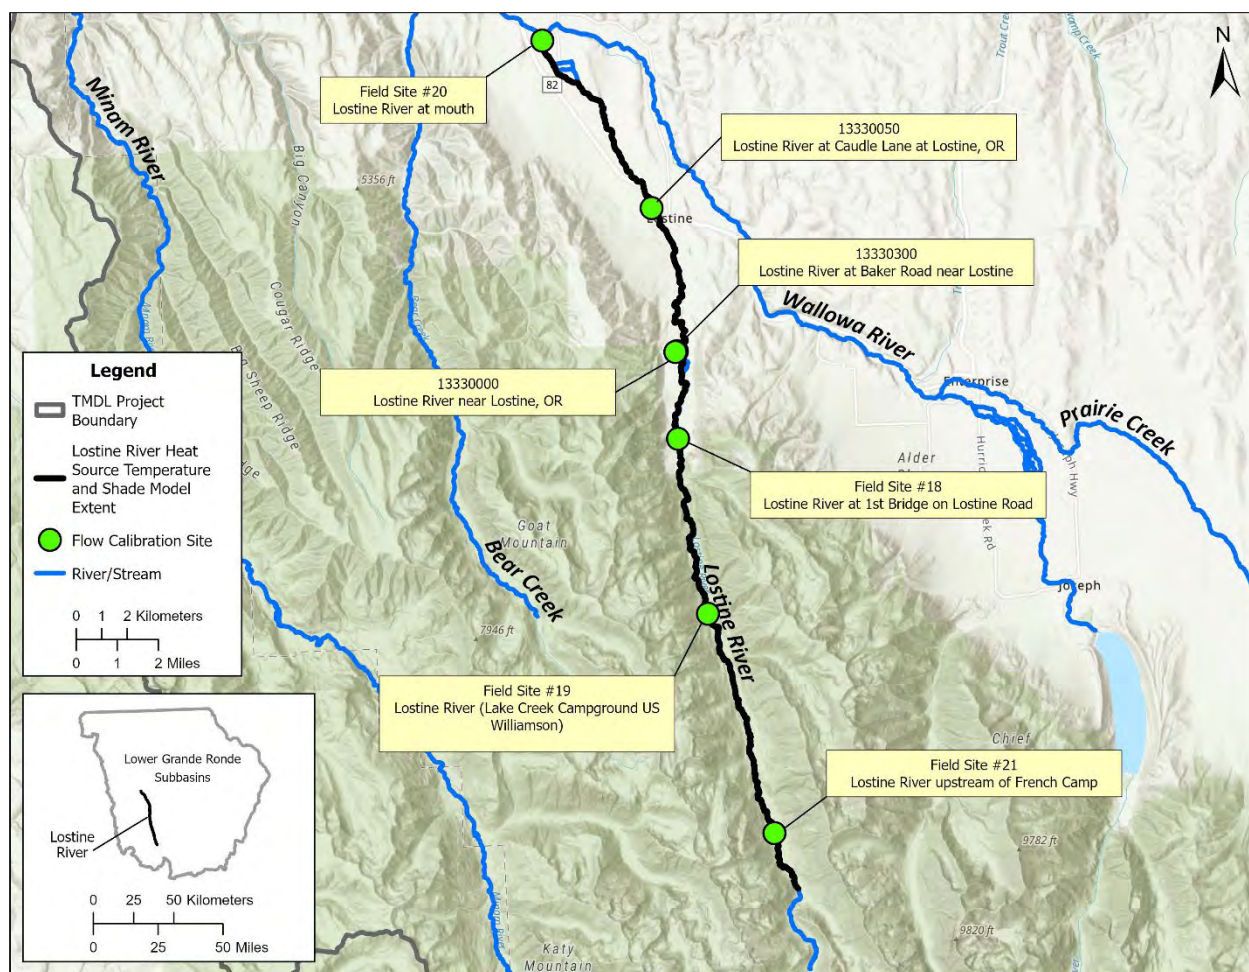 N
Minam River
Field Site #20
Lostine River at mouth
82
Trout Creek
13330050
Lostine River at Caudle Lane at Lostine, OR
Big Canyon
5356 ft
Lostine
13330300
Lostine River at Baker Road near Lostine
Wallowa River
Cougar Ridge
Big Sheep Ridge
13330000
Lostine River near Lostine, OR
Enterprise
Prairie Creek
Legend
TMDL Project
Boundary
Lostine River Heat
Source Temperature
and Shade Model
Extent
Flow Calibration Site
River/Stream
0 1 2 Kilometers
0 1 2 Miles
Alder
Field Site #18
Lostine River at 1st Bridge on Lostine Road
Goat
Mountain
Bear Creek
Lostine River
Joseph
7946 ft
Field Site #19
Lostine River (Lake Creek Campground US
Williamson)
Chief
Field Site #21
Lostine River upstream of French Camp
Lower Grande Ronde
Subbasins
Lostine
River
0 25 50 Kilometers
0 25 50 Miles
9782 ft
9820 ft
Katy
Mountain